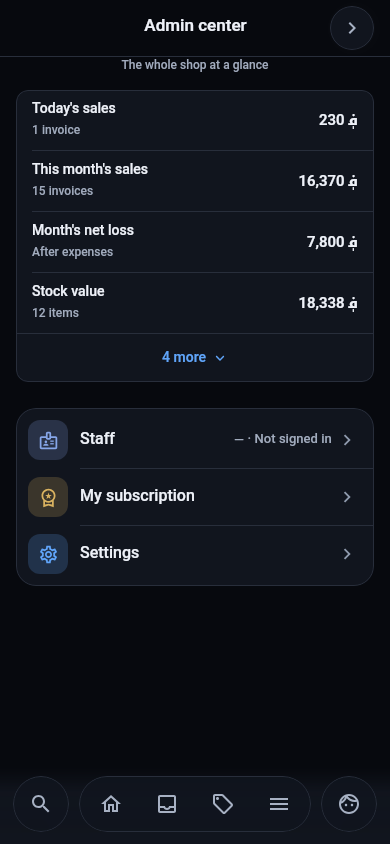 Admin center
The whole shop at a glance
Today's sales
1 invoice
230 ؋
This month's sales
15 invoices
16,370 ؋
Month's net loss
After expenses
7,800 ؋
Stock value
12 items
18,338 ؋
4 more
Staff
— · Not signed in
My subscription
Settings